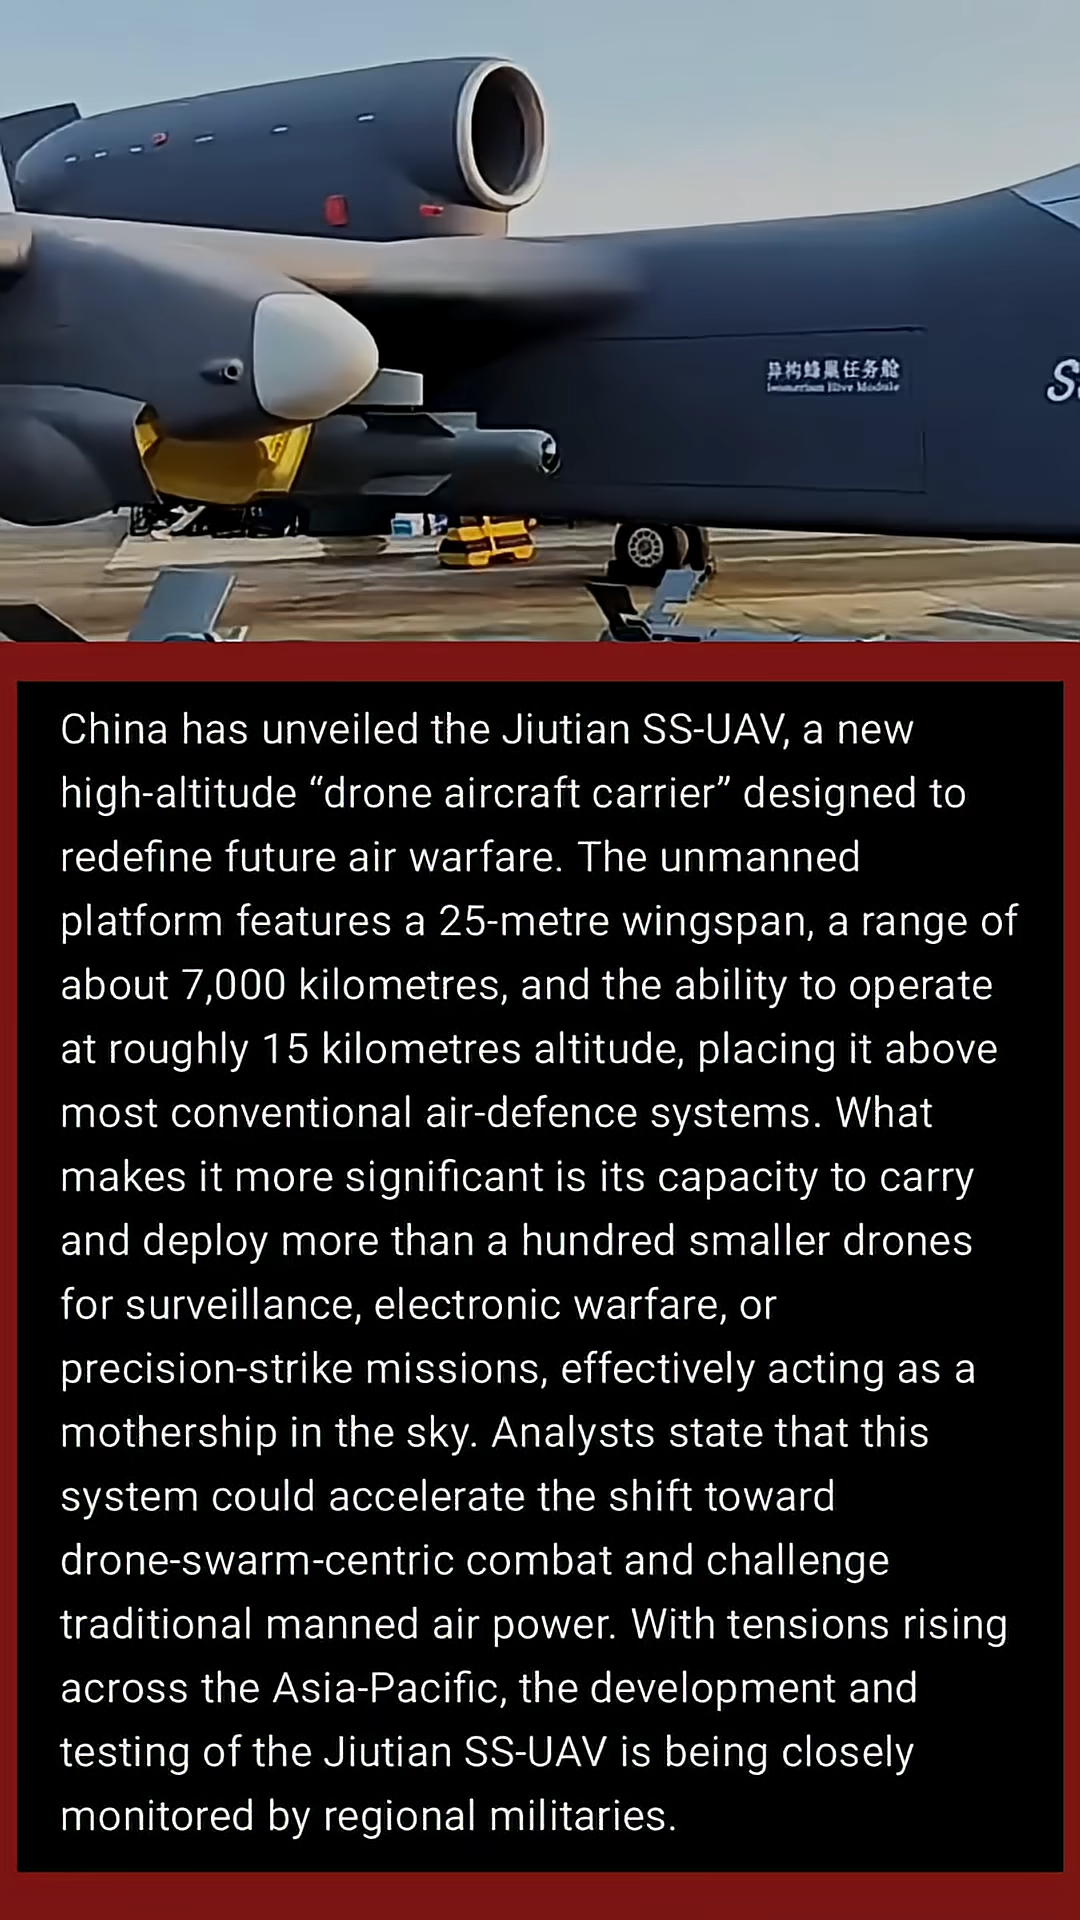 异构蜂巢任务舱
Isomerism Hive Module
China has unveiled the Jiutian SS-UAV, a new
high-altitude “drone aircraft carrier” designed to
redefine future air warfare. The unmanned
platform features a 25-metre wingspan, a range of
about 7,000 kilometres, and the ability to operate
at roughly 15 kilometres altitude, placing it above
most conventional air-defence systems. What
makes it more significant is its capacity to carry
and deploy more than a hundred smaller drones
for surveillance, electronic warfare, or
precision-strike missions, effectively acting as a
mothership in the sky. Analysts state that this
system could accelerate the shift toward
drone-swarm-centric combat and challenge
traditional manned air power. With tensions rising
across the Asia-Pacific, the development and
testing of the Jiutian SS-UAV is being closely
monitored by regional militaries.